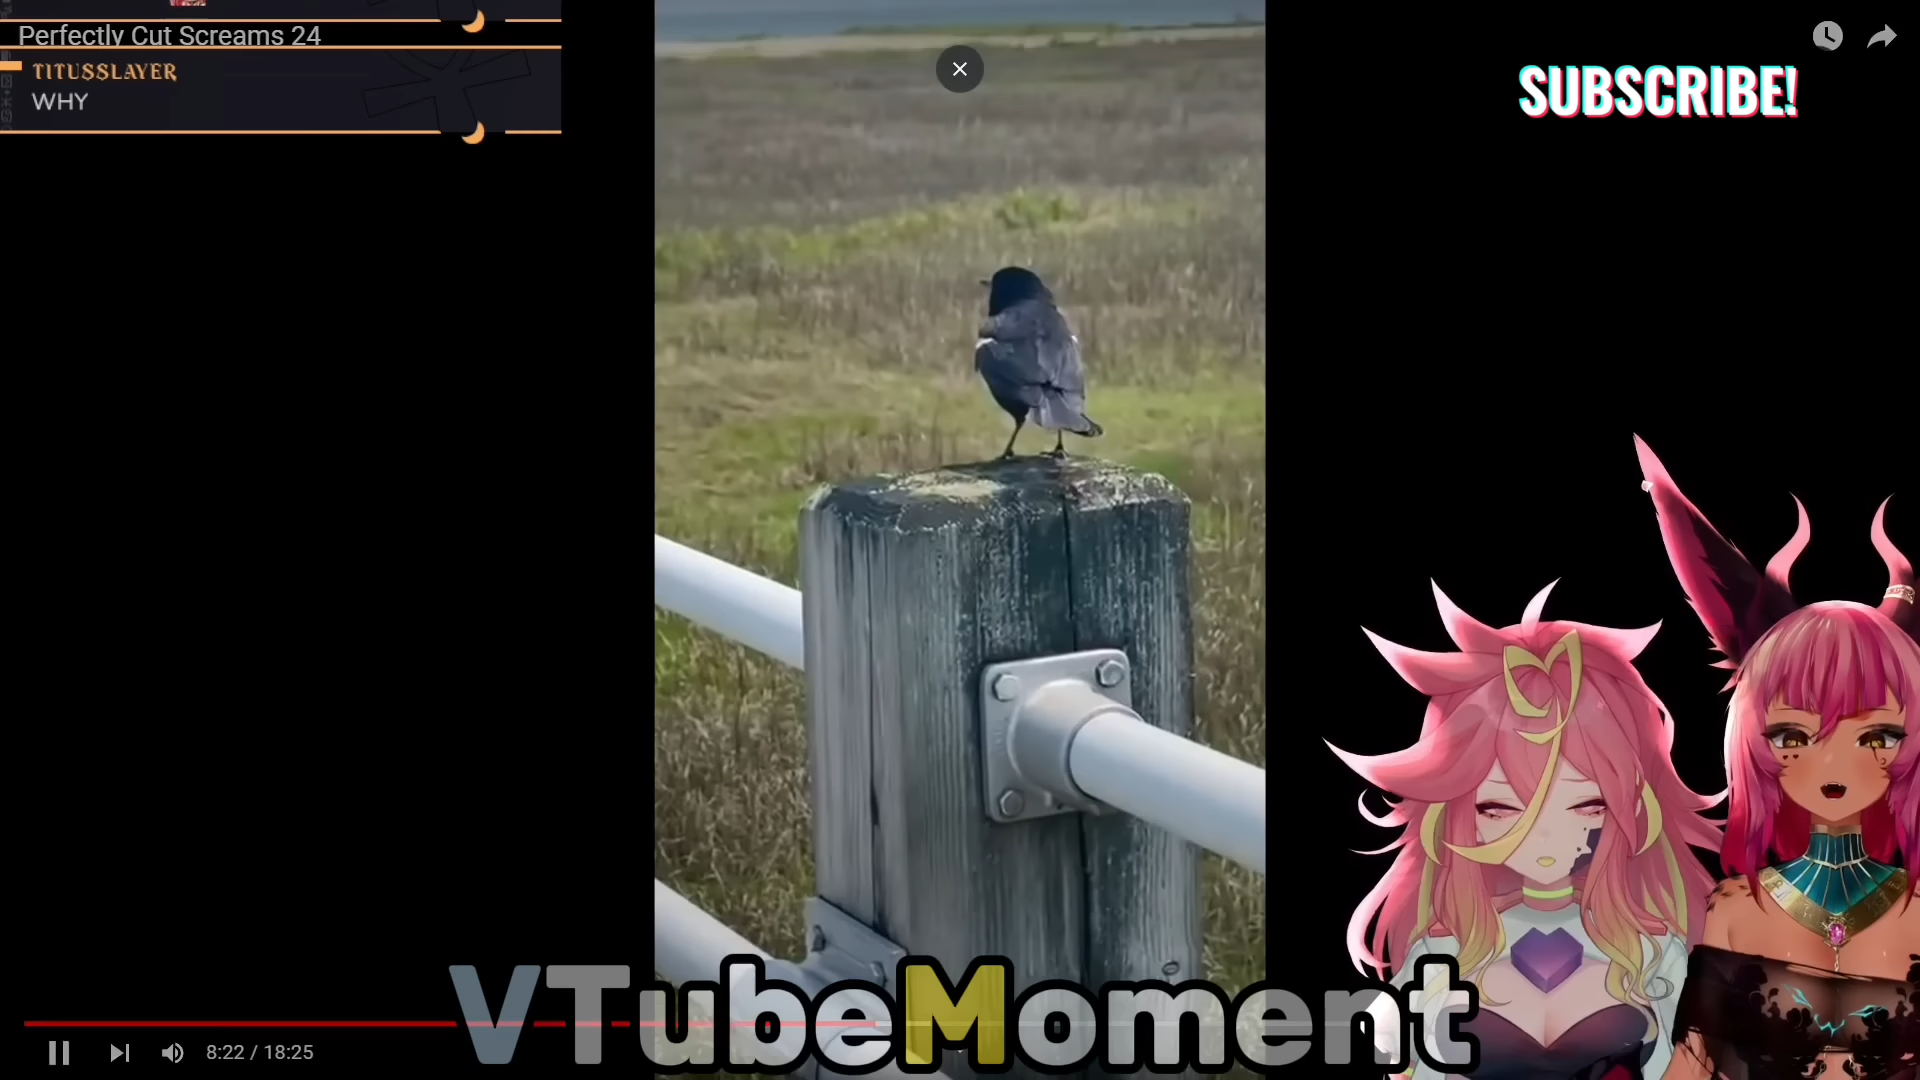 Perfectly Cut Screams 24
TITUSSLAYER
WHY
SUBSCRIBE!
VTubeMoment
8:22 / 18:25